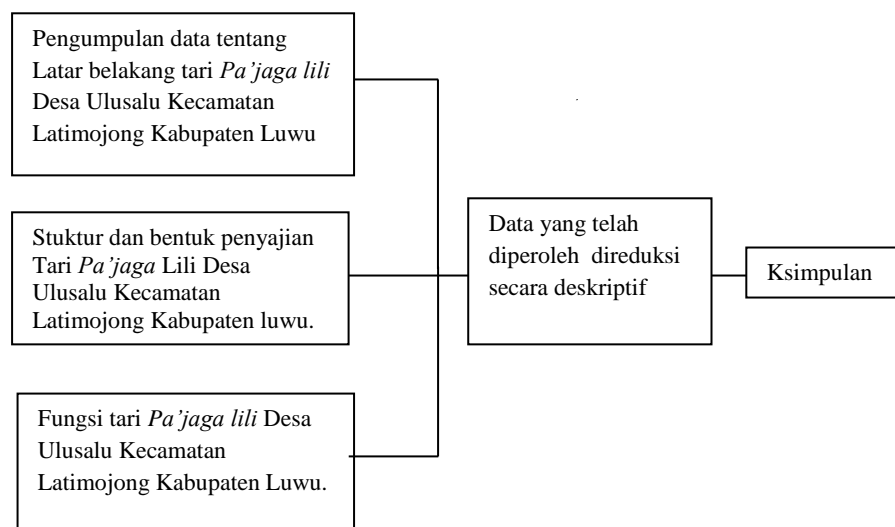 Pengumpulan data tentang
Latar belakang tari Pa’jaga lili
Desa Ulusalu Kecamatan
Latimojong Kabupaten Luwu
Stuktur dan bentuk penyajian
Tari Pa’jaga Lili Desa
Ulusalu Kecamatan
Latimojong Kabupaten luwu.
Fungsi tari Pa’jaga lili Desa
Ulusalu Kecamatan
Latimojong Kabupaten Luwu.
Data yang telah
diperoleh direduksi
secara deskriptif
Ksimpulan